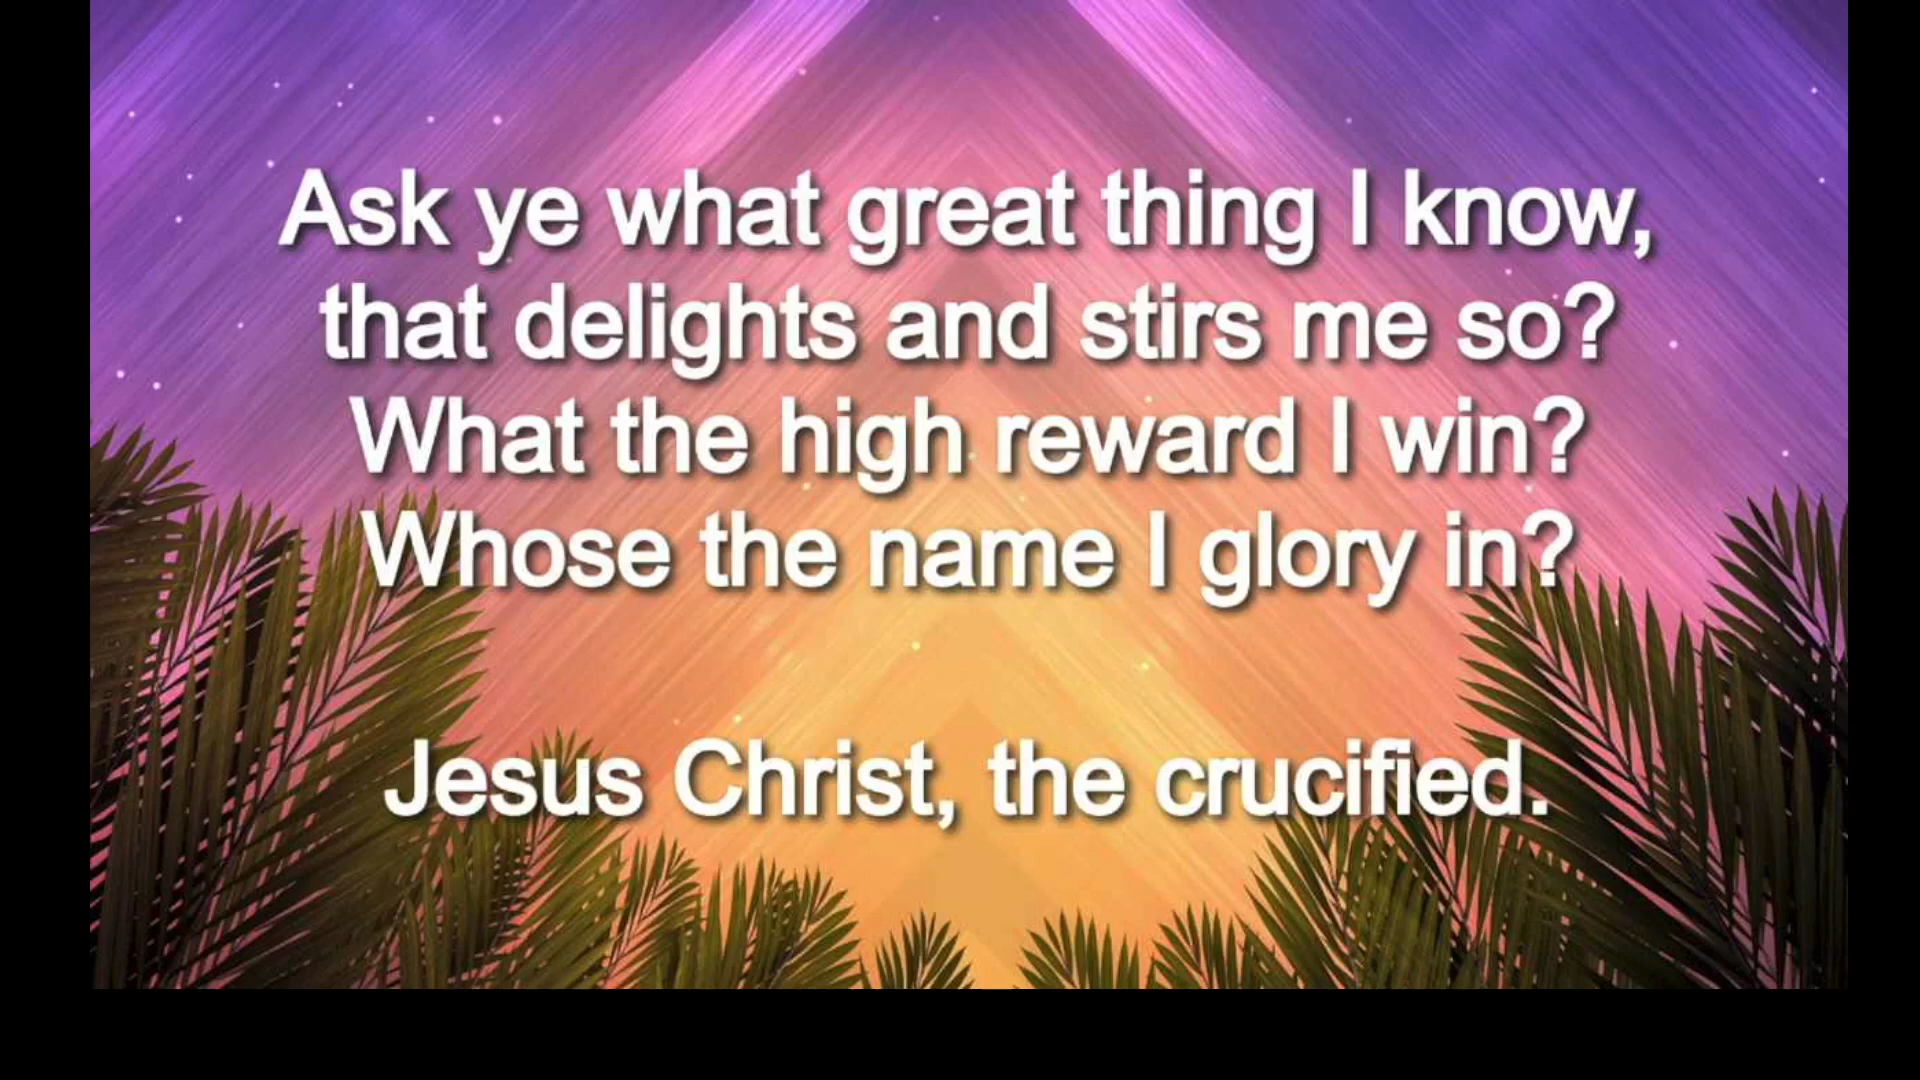 Ask ye what great thing I know,
that delights and stirs me so?
What the high reward I win?
Whose the name I glory in?
Jesus Christ, the crucified.